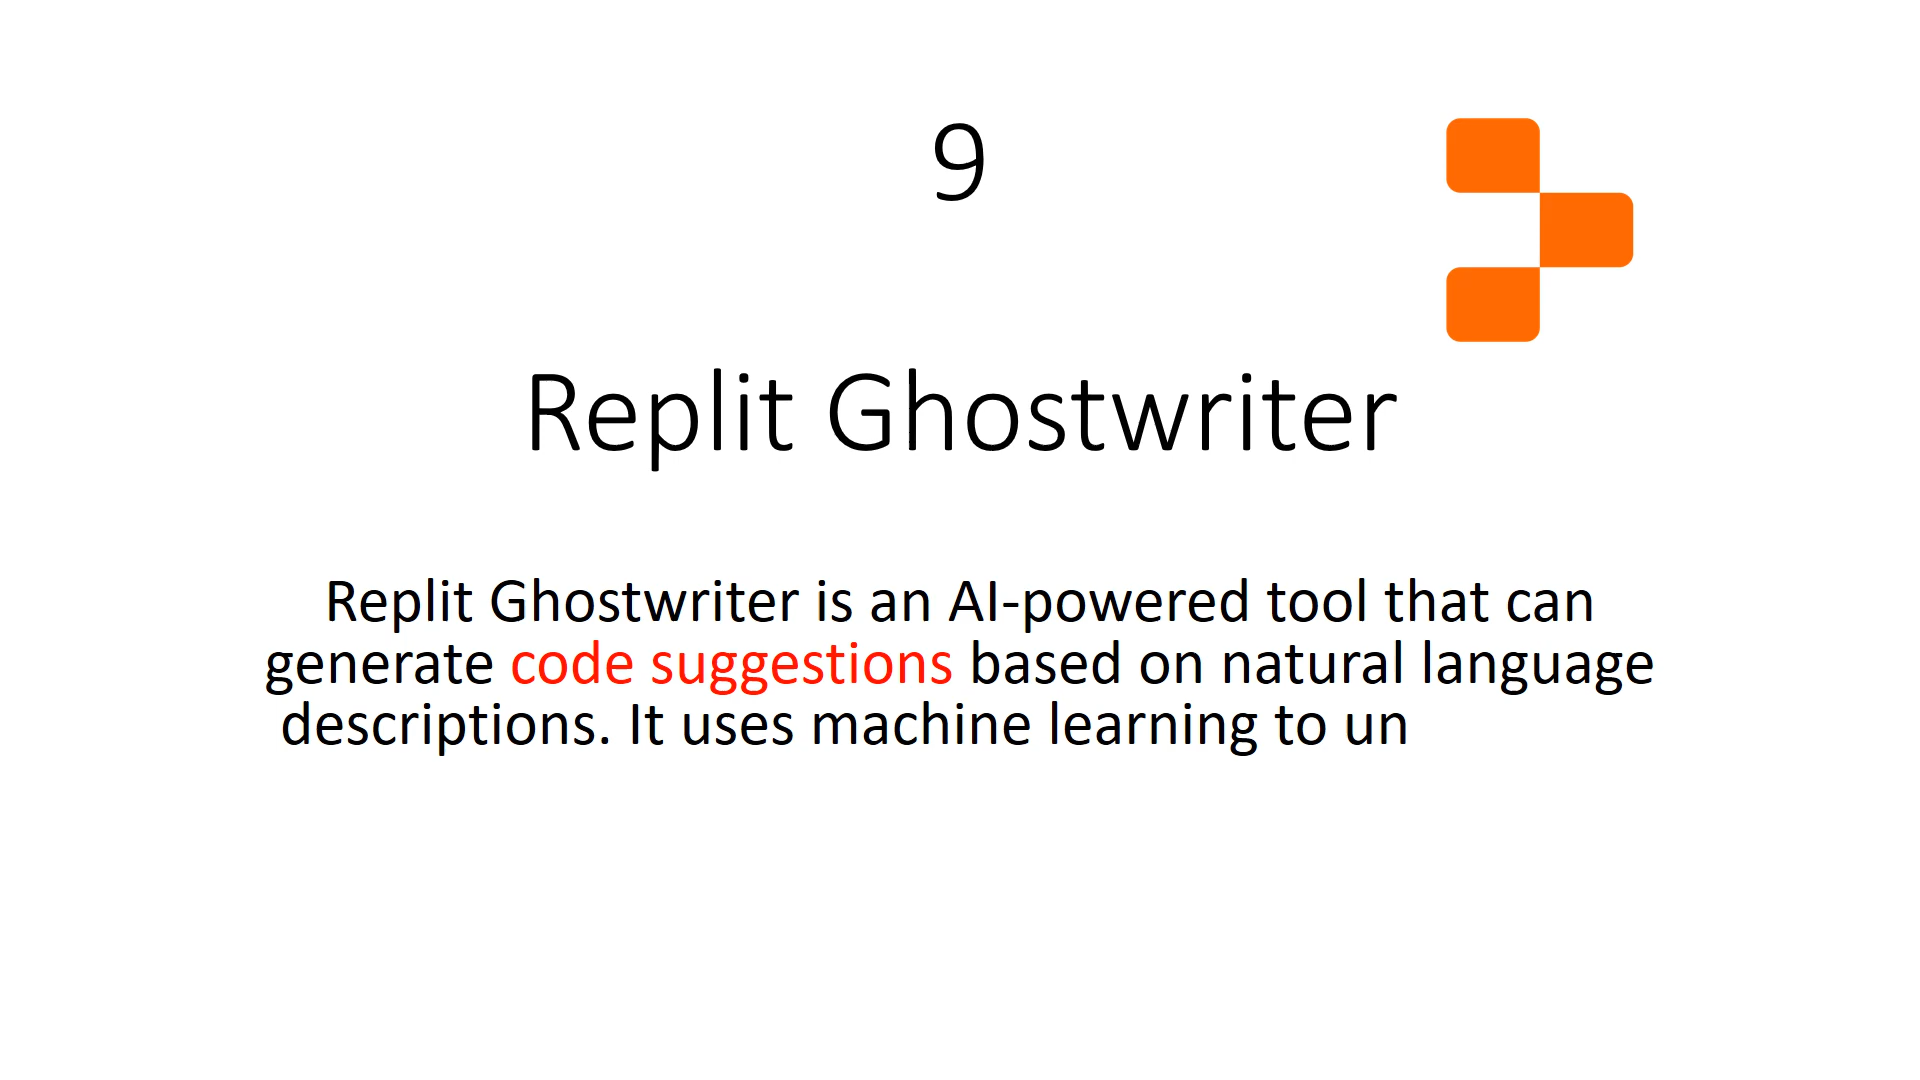 9
Replit Ghostwriter
Replit Ghostwriter is an AI-powered tool that can
generate code suggestions based on natural language
descriptions. It uses machine learning to un